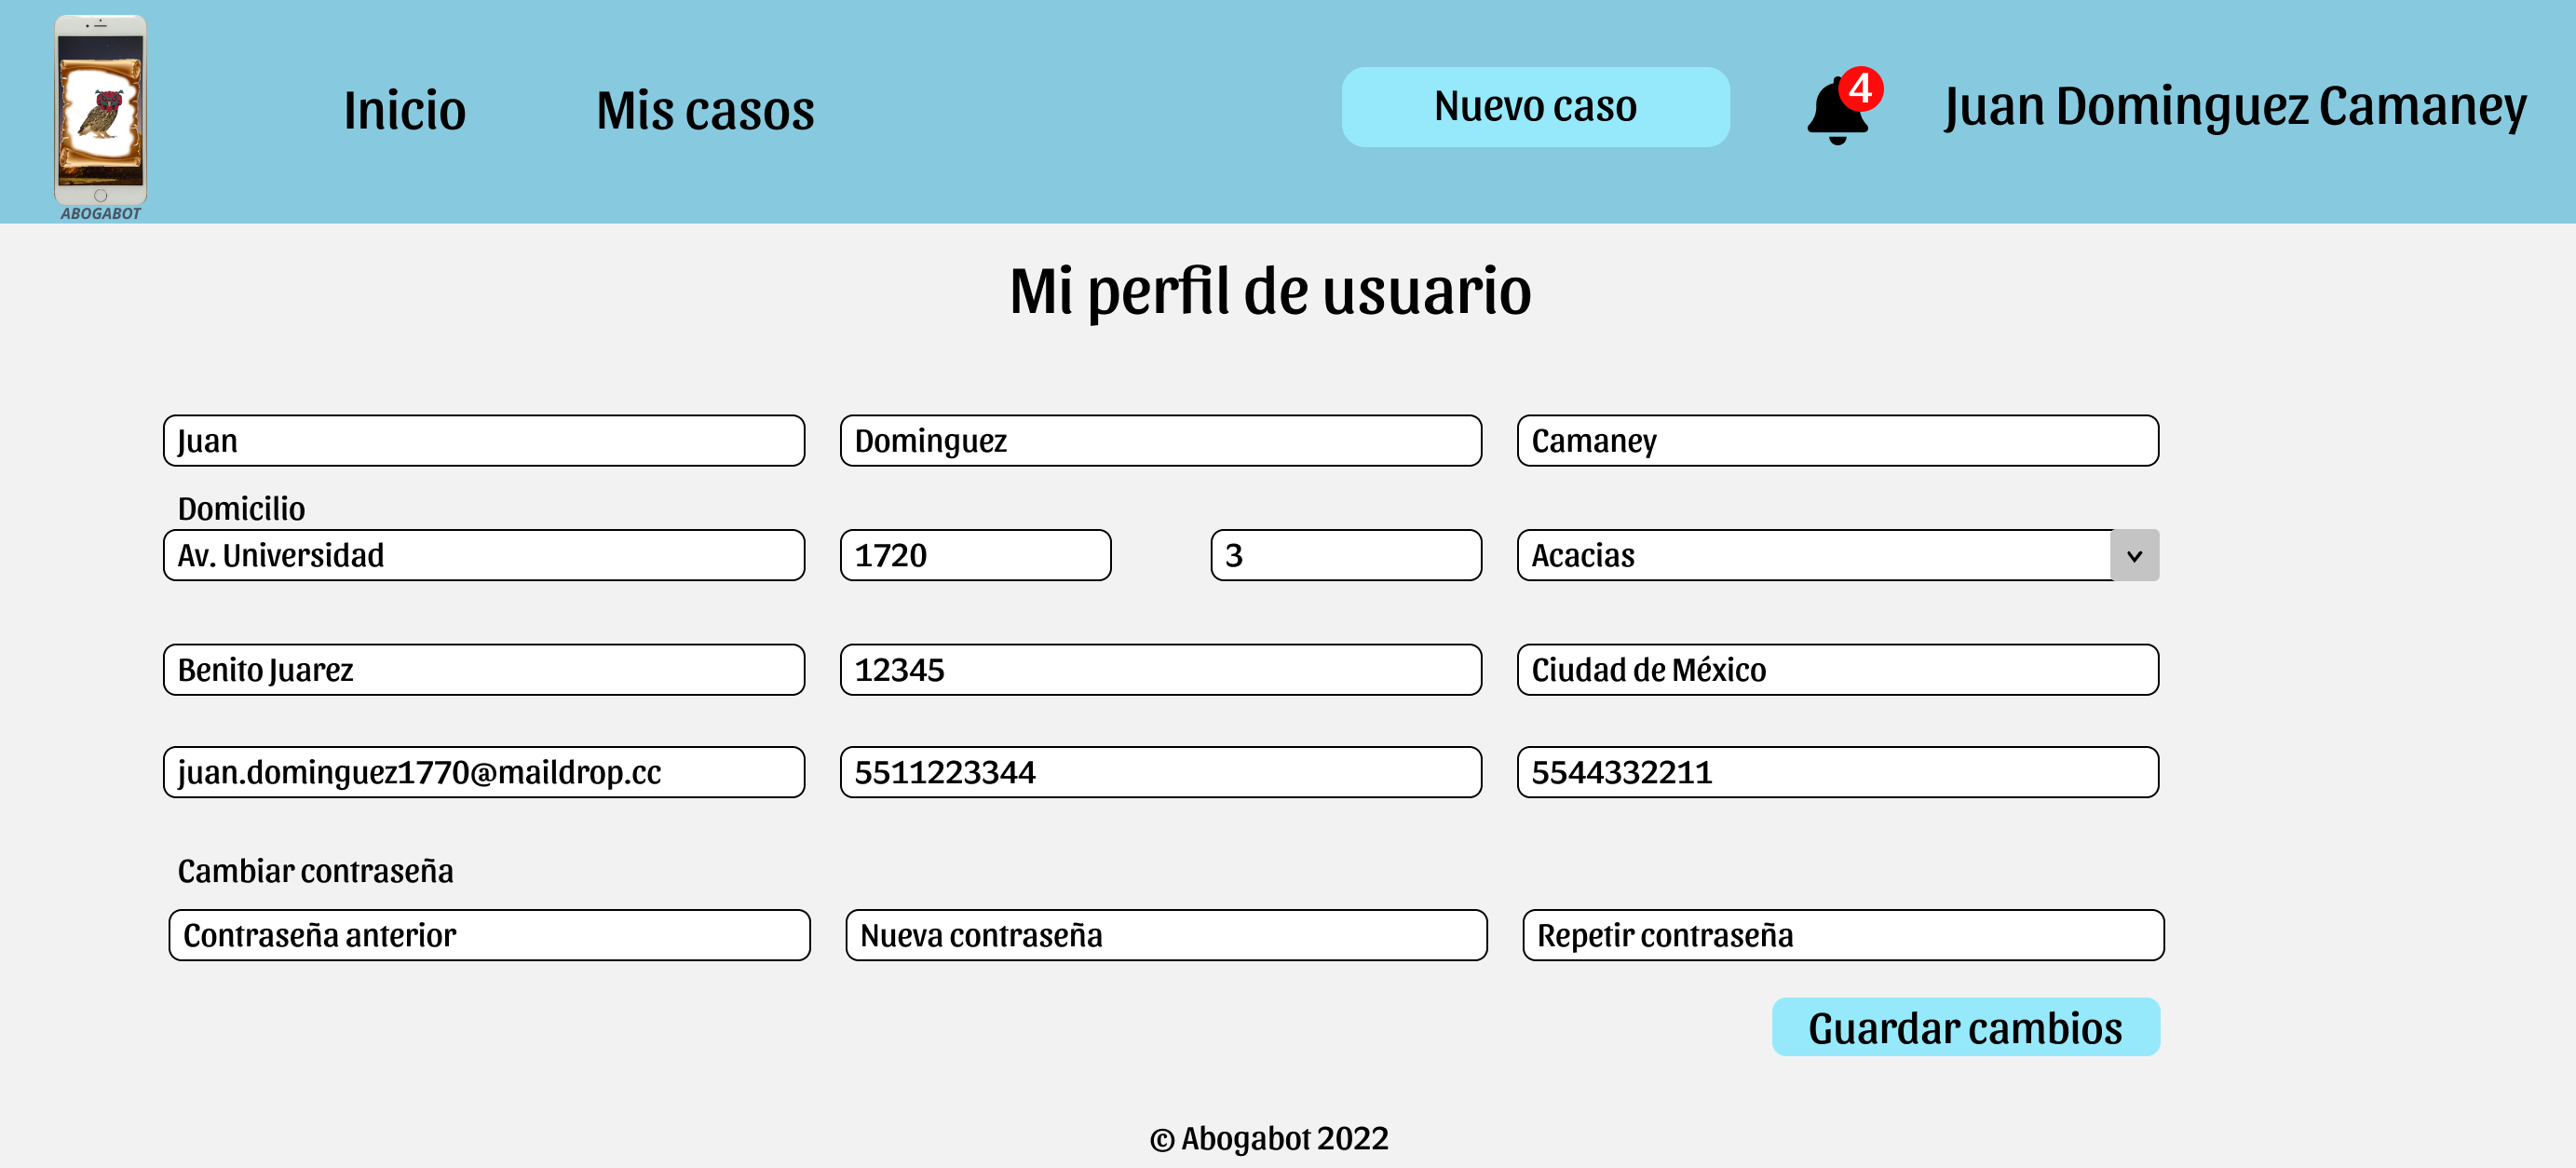 ABOGABOT
Inicio
Mis casos
Nuevo caso
4
Juan Dominguez Camaney
Mi perfil de usuario
Juan
Dominguez
Camaney
Domicilio
Av. Universidad
1720
3
Acacias
Benito Juarez
12345
Ciudad de México
juan.dominguez1770@maildrop.cc
5511223344
5544332211
Cambiar contraseña
Contraseña anterior
Nueva contraseña
Repetir contraseña
Guardar cambios
© Abogabot 2022